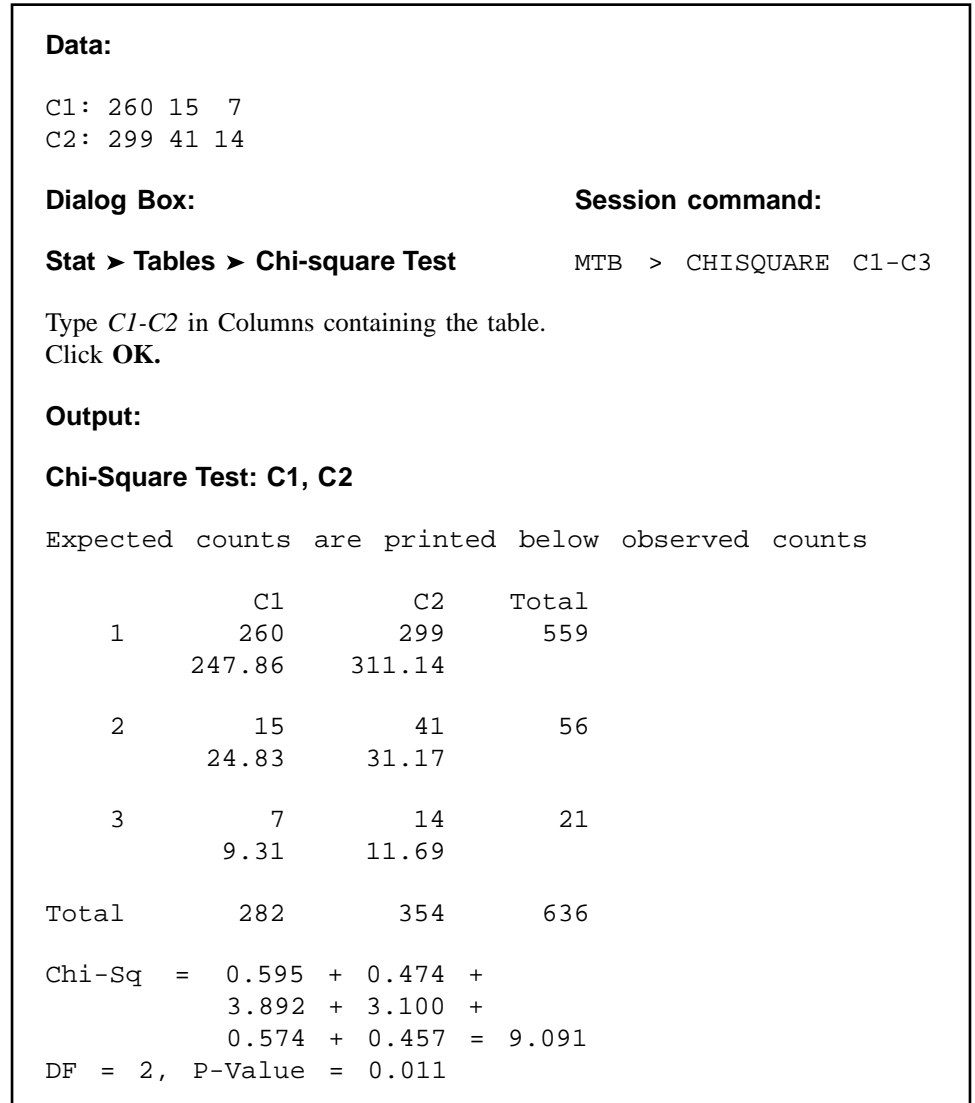 Data:
C1: 260 15 7
C2: 299 41 14
Dialog Box: Session command:
Stat ➤ Tables ➤ Chi-square Test MTB > CHISQUARE C1-C3
Type C1-C2 in Columns containing the table.
Click OK.
Output:
Chi-Square Test: C1, C2
Expected counts are printed below observed counts
C1 C2 Total
1 260 299 559
247.86 311.14
2 15 41 56
24.83 31.17
3 7 14 21
9.31 11.69
Total 282 354 636
Chi-Sq = 0.595 + 0.474 +
3.892 + 3.100 +
0.574 + 0.457 = 9.091
DF = 2, P-Value = 0.011